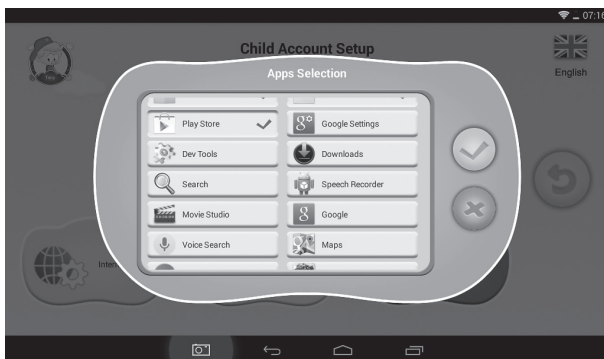 07:16
Child Account Setup
English
Apps Selection
Play Store
Google Settings
Dev Tools
Downloads
Search
Speech Recorder
Movie Studio
Google
Voice Search
Maps